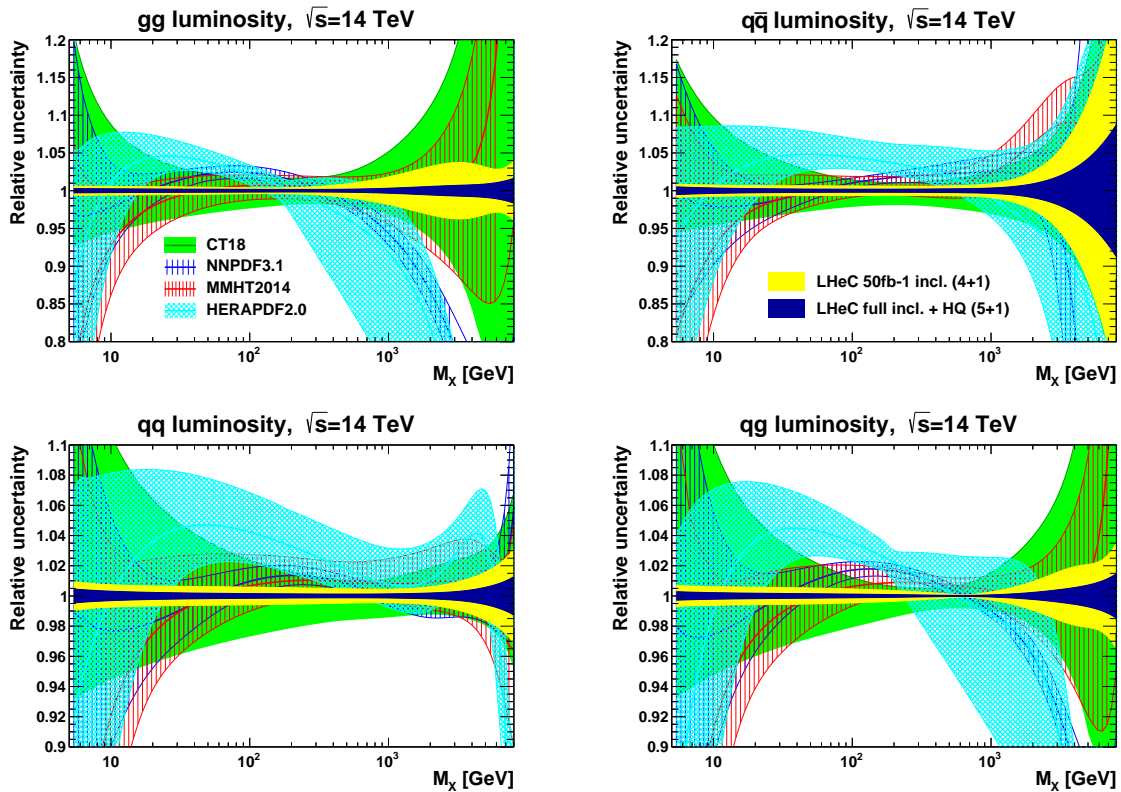 gg luminosity, √s=14 TeV
Relative uncertainty
1.2
1.15
1.1
1.05
1
0.95
0.9
0.85
0.8
CT18
NNPDF3.1
MMHT2014
HERAPDF2.0
10 10² 10³
M_X [GeV]
qq̅ luminosity, √s=14 TeV
Relative uncertainty
1.2
1.15
1.1
1.05
1
0.95
0.9
0.85
0.8
LHeC 50fb-1 incl. (4+1)
LHeC full incl. + HQ (5+1)
10 10² 10³
M_X [GeV]
qq luminosity, √s=14 TeV
Relative uncertainty
1.1
1.08
1.06
1.04
1.02
1
0.98
0.96
0.94
0.92
0.9
10 10² 10³
M_X [GeV]
qg luminosity, √s=14 TeV
Relative uncertainty
1.1
1.08
1.06
1.04
1.02
1
0.98
0.96
0.94
0.92
0.9
10 10² 10³
M_X [GeV]